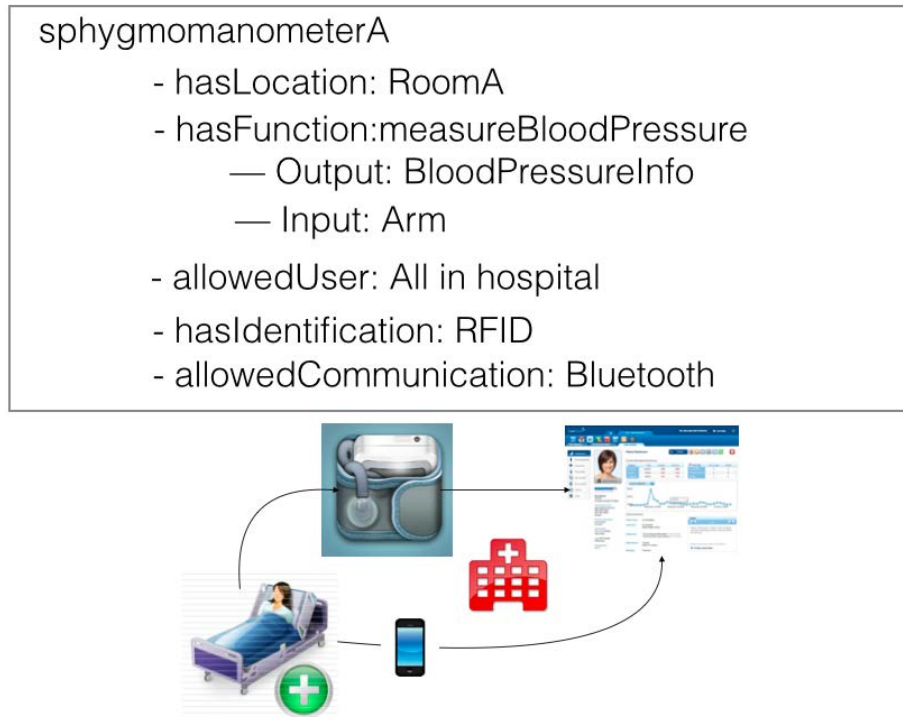 sphygmomanometerA
- hasLocation: RoomA
- hasFunction:measureBloodPressure
— Output: BloodPressureInfo
— Input: Arm
- allowedUser: All in hospital
- hasIdentification: RFID
- allowedCommunication: Bluetooth